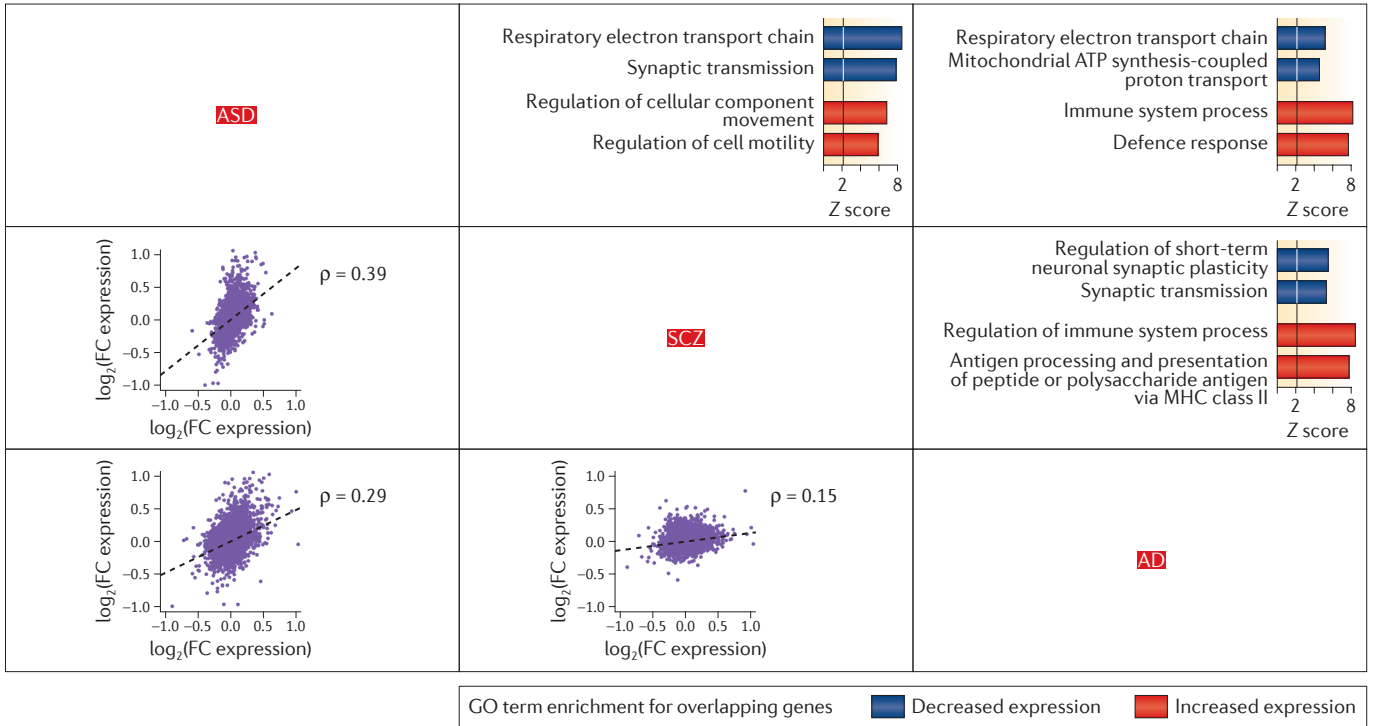 ASD
Respiratory electron transport chain
Synaptic transmission
Regulation of cellular component
movement
Regulation of cell motility
2 8
Z score
Respiratory electron transport chain
Mitochondrial ATP synthesis-coupled
proton transport
Immune system process
Defence response
2 8
Z score
log₂(FC expression)
1.0
0.5
0.0
−0.5
−1.0
−1.0 −0.5 0.0 0.5 1.0
log₂(FC expression)
ρ = 0.39
SCZ
Regulation of short-term
neuronal synaptic plasticity
Synaptic transmission
Regulation of immune system process
Antigen processing and presentation
of peptide or polysaccharide antigen
via MHC class II
2 8
Z score
log₂(FC expression)
1.0
0.5
0.0
−0.5
−1.0
−1.0 −0.5 0.0 0.5 1.0
log₂(FC expression)
ρ = 0.29
log₂(FC expression)
1.0
0.5
0.0
−0.5
−1.0
−1.0 −0.5 0.0 0.5 1.0
log₂(FC expression)
ρ = 0.15
AD
GO term enrichment for overlapping genes Decreased expression Increased expression